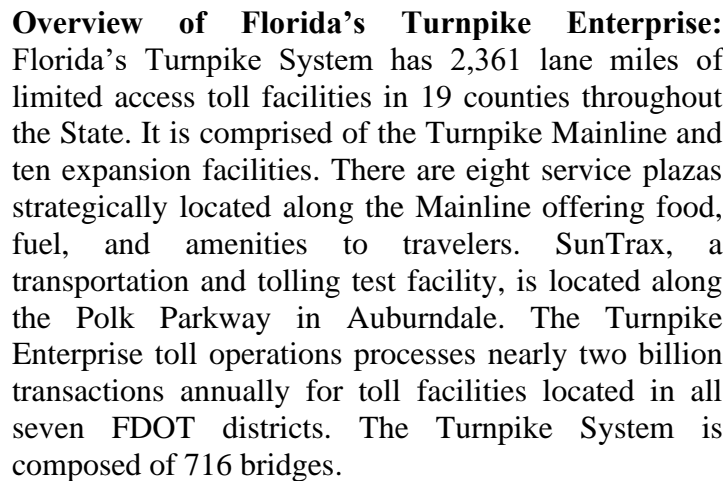 Overview of Florida’s Turnpike Enterprise:
Florida’s Turnpike System has 2,361 lane miles of
limited access toll facilities in 19 counties throughout
the State. It is comprised of the Turnpike Mainline and
ten expansion facilities. There are eight service plazas
strategically located along the Mainline offering food,
fuel, and amenities to travelers. SunTrax, a
transportation and tolling test facility, is located along
the Polk Parkway in Auburndale. The Turnpike
Enterprise toll operations processes nearly two billion
transactions annually for toll facilities located in all
seven FDOT districts. The Turnpike System is
composed of 716 bridges.